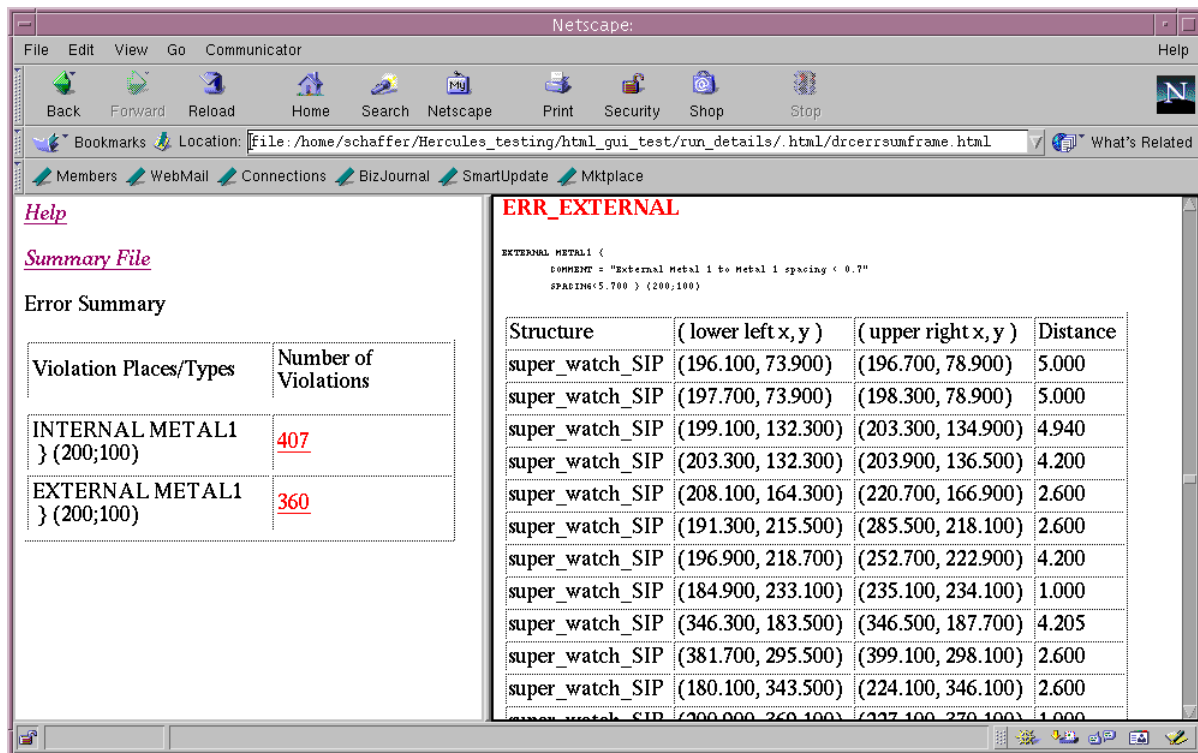 Netscape:
File Edit View Go Communicator Help
Back Forward Reload Home Search Netscape Print Security Shop Stop
My
N
Bookmarks Location: file:/home/schaffer/Hercules_testing/html_gui_test/run_details/.html/drcerrsumframe.html What's Related
Members WebMail Connections BizJournal SmartUpdate Mktplace
Help
Summary File
Error Summary
Violation Places/Types Number of Violations
INTERNAL METAL1 } (200;100) 407
EXTERNAL METAL1 } (200;100) 360
ERR_EXTERNAL
EXTERNAL METAL1 {
COMMENT = "External Metal 1 to Metal 1 spacing < 0.7"
SPACING<5.700 } (200;100)
Structure ( lower left x, y ) ( upper right x, y ) Distance
super_watch_SIP (196.100, 73.900) (196.700, 78.900) 5.000
super_watch_SIP (197.700, 73.900) (198.300, 78.900) 5.000
super_watch_SIP (199.100, 132.300) (203.300, 134.900) 4.940
super_watch_SIP (203.300, 132.300) (203.900, 136.500) 4.200
super_watch_SIP (208.100, 164.300) (220.700, 166.900) 2.600
super_watch_SIP (191.300, 215.500) (285.500, 218.100) 2.600
super_watch_SIP (196.900, 218.700) (252.700, 222.900) 4.200
super_watch_SIP (184.900, 233.100) (235.100, 234.100) 1.000
super_watch_SIP (346.300, 183.500) (346.500, 187.700) 4.205
super_watch_SIP (381.700, 295.500) (399.100, 298.100) 2.600
super_watch_SIP (180.100, 343.500) (224.100, 346.100) 2.600
super_watch_SIP